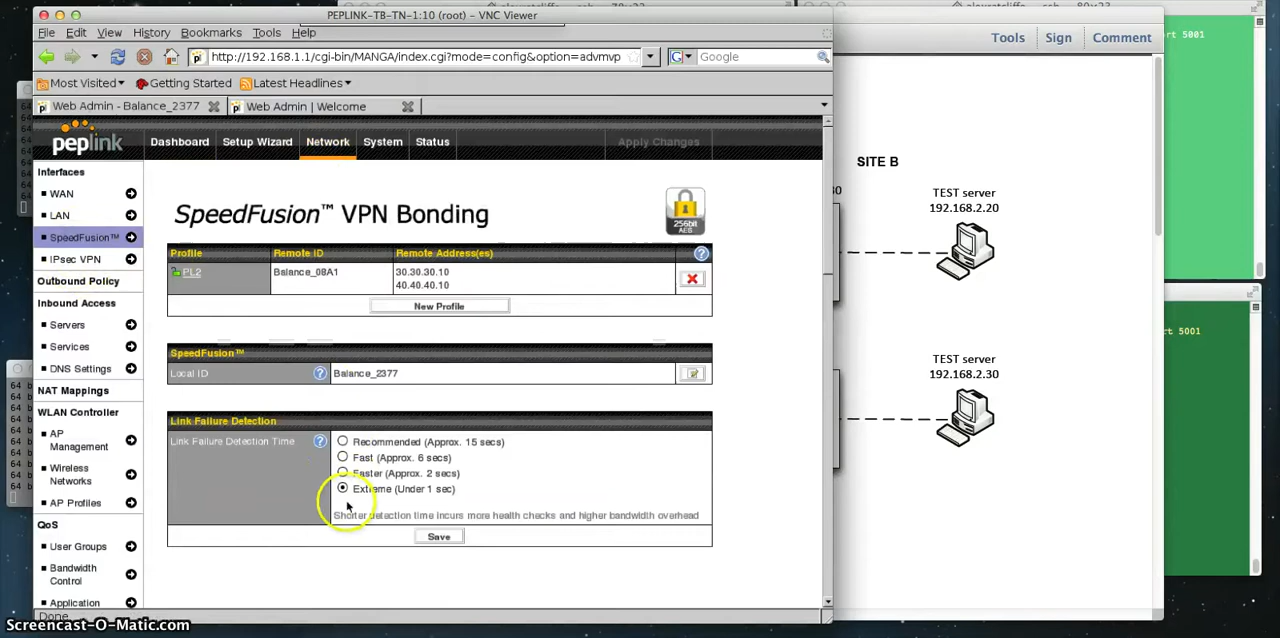 PEPLINK-TB-TN-1:10 (root) - VNC Viewer
File Edit View History Bookmarks Tools Help
http://192.168.1.1/cgi-bin/MANGA/index.cgi?mode=config&option=advmvp
Google
Most Visited Getting Started Latest Headlines
Web Admin - Balance_2377 Web Admin | Welcome
peplink Dashboard Setup Wizard Network System Status Apply Changes
Interfaces
WAN
LAN
SpeedFusion™
IPsec VPN
Outbound Policy
Inbound Access
Servers
Services
DNS Settings
NAT Mappings
WLAN Controller
AP
Management
Wireless
Networks
AP Profiles
QoS
User Groups
Bandwidth
Control
Application
Done
SpeedFusion™ VPN Bonding
256bit
AES
Profile Remote ID Remote Address(es)
PL2 Balance_08A1 30.30.30.10
40.40.40.10
New Profile
SpeedFusion™
Local ID Balance_2377
Link Failure Detection
Link Failure Detection Time
Recommended (Approx. 15 secs)
Fast (Approx. 6 secs)
Faster (Approx. 2 secs)
Extreme (Under 1 sec)
Shorter detection time incurs more health checks and higher bandwidth overhead
Save
Tools Sign Comment
SITE B
TEST server
192.168.2.20
TEST server
192.168.2.30
5001
5001
Screencast-O-Matic.com